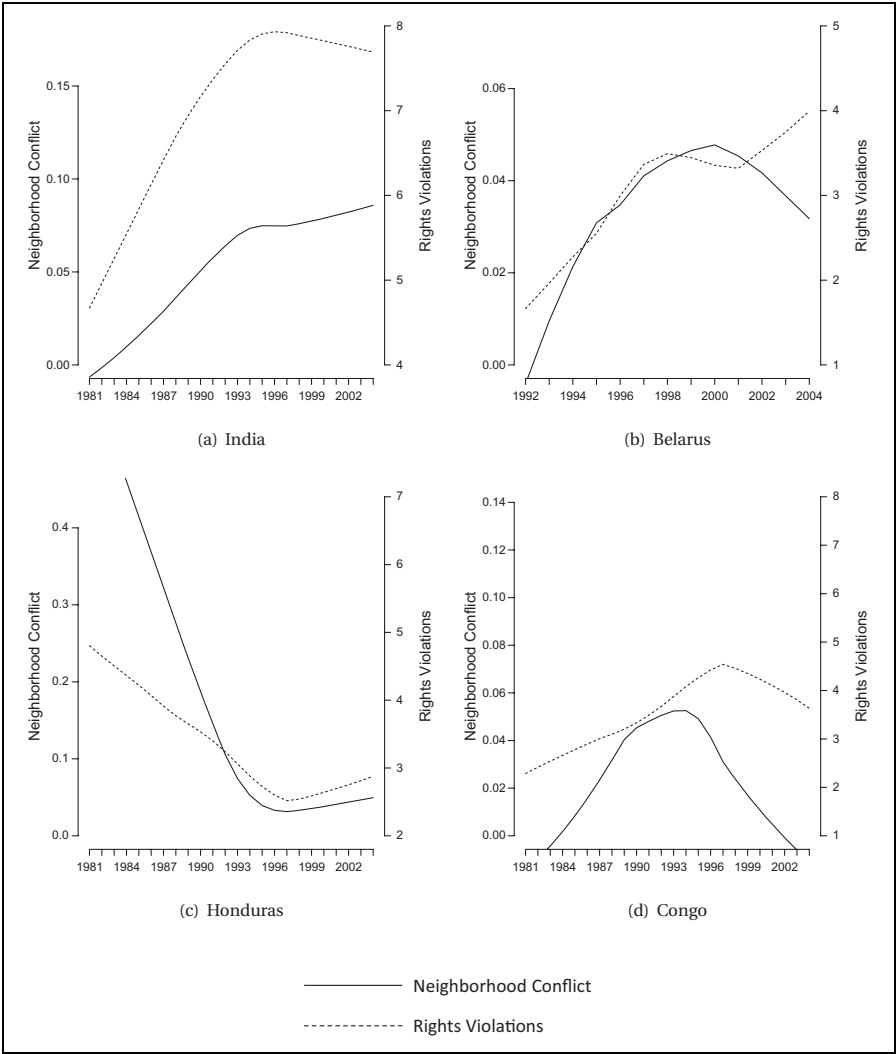 Neighborhood Conflict
0.15
0.10
0.05
0.00
8
7
6
5
4
Rights Violations
1981 1984 1987 1990 1993 1996 1999 2002
(a) India
Neighborhood Conflict
0.06
0.04
0.02
0.00
5
4
3
2
1
Rights Violations
1992 1994 1996 1998 2000 2002 2004
(b) Belarus
Neighborhood Conflict
0.4
0.3
0.2
0.1
0.0
7
6
5
4
3
2
Rights Violations
1981 1984 1987 1990 1993 1996 1999 2002
(c) Honduras
Neighborhood Conflict
0.14
0.12
0.10
0.08
0.06
0.04
0.02
0.00
8
7
6
5
4
3
2
1
Rights Violations
1981 1984 1987 1990 1993 1996 1999 2002
(d) Congo
Neighborhood Conflict
Rights Violations